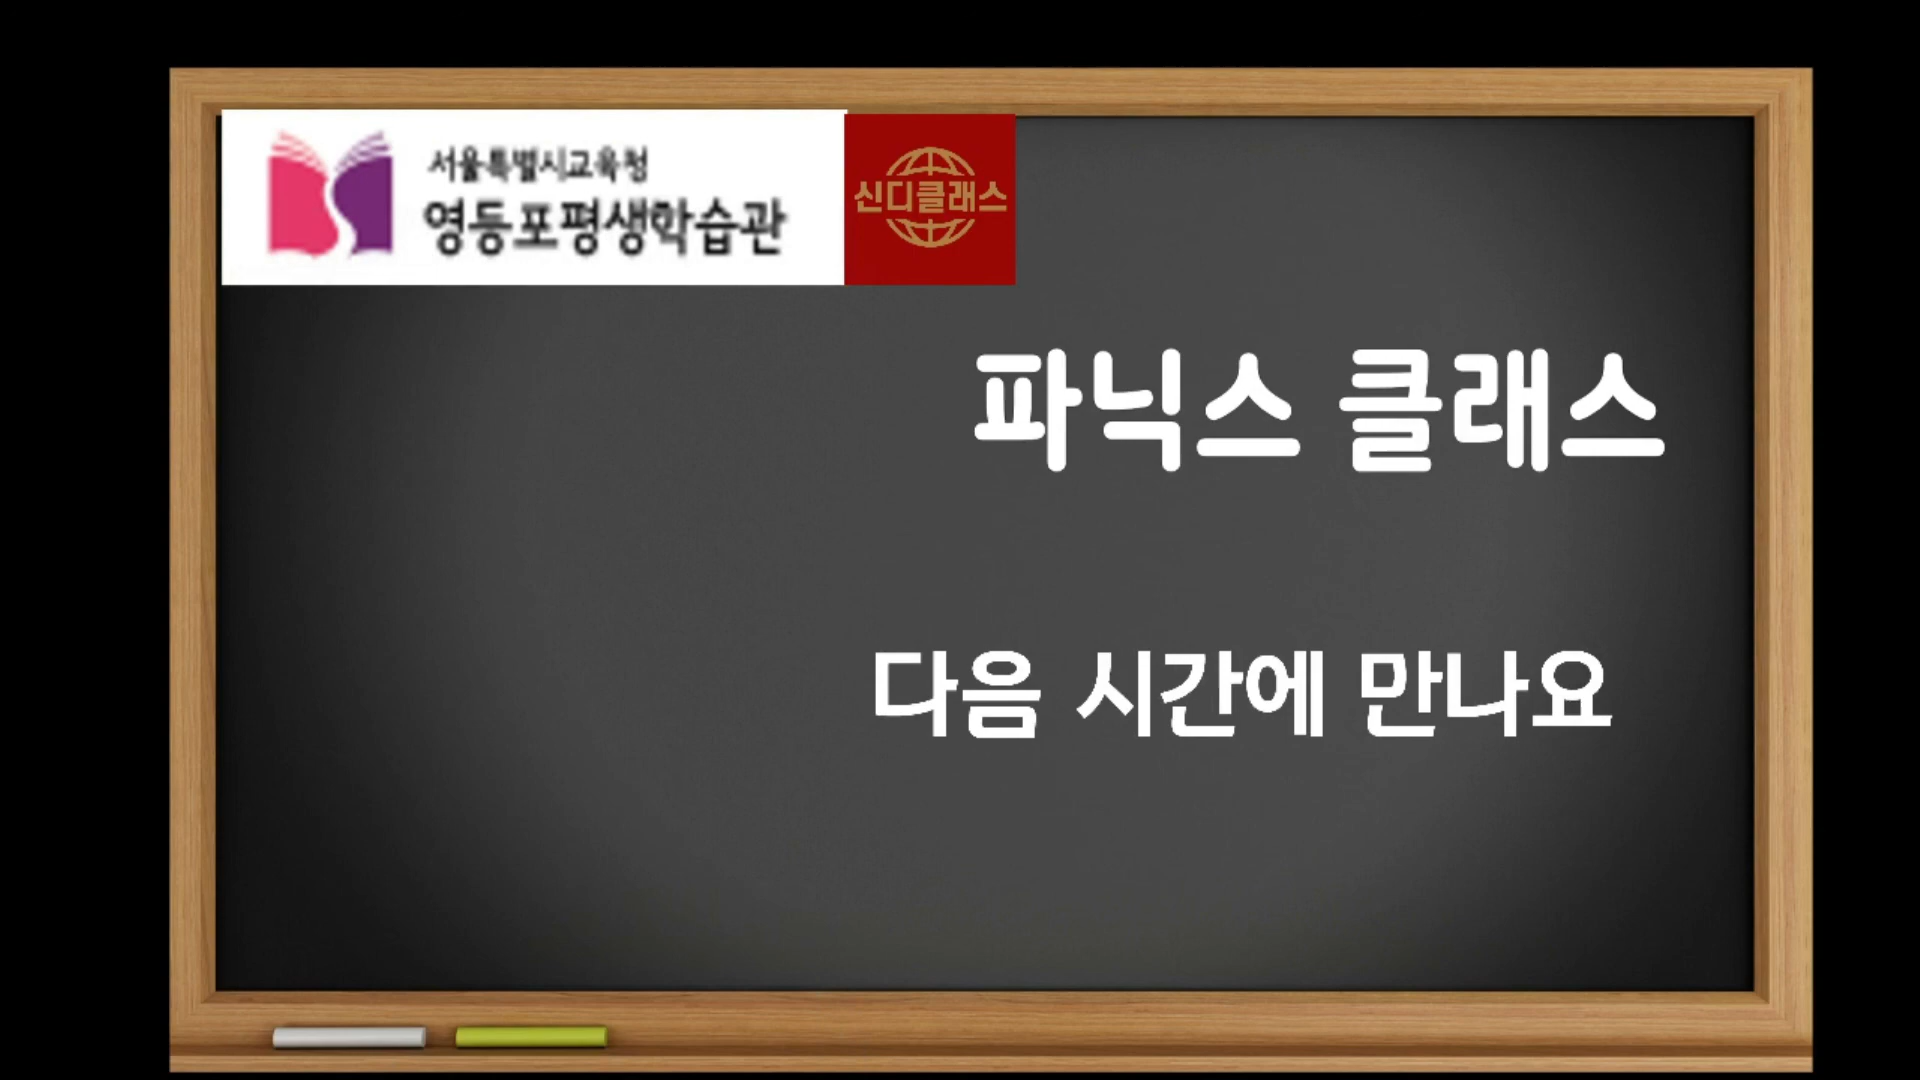 서울특별시교육청
영등포평생학습관
신디클래스
파닉스 클래스
다음 시간에 만나요